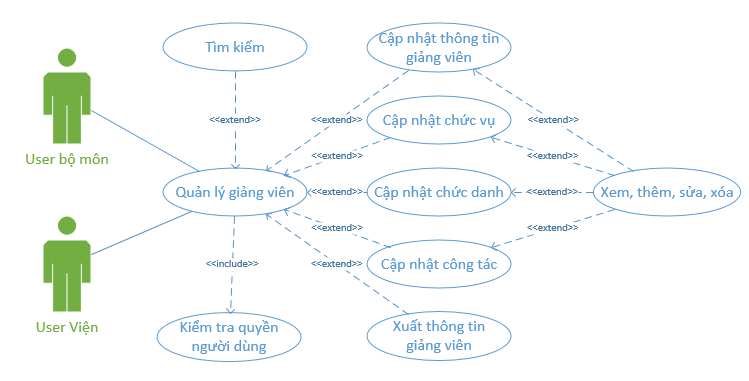 Tìm kiếm
Cập nhật thông tin
giảng viên
<<extend>>
<<extend>>
<<extend>>
Cập nhật chức vụ
User bộ môn
<<extend>>
<<extend>>
Quản lý giảng viên
<<extend>>
Cập nhật chức danh
<<extend>>
Xem, thêm, sửa, xóa
<<extend>>
<<extend>>
<<include>>
<<extend>>
Cập nhật công tác
User Viện
Kiểm tra quyền
người dùng
Xuất thông tin
giảng viên